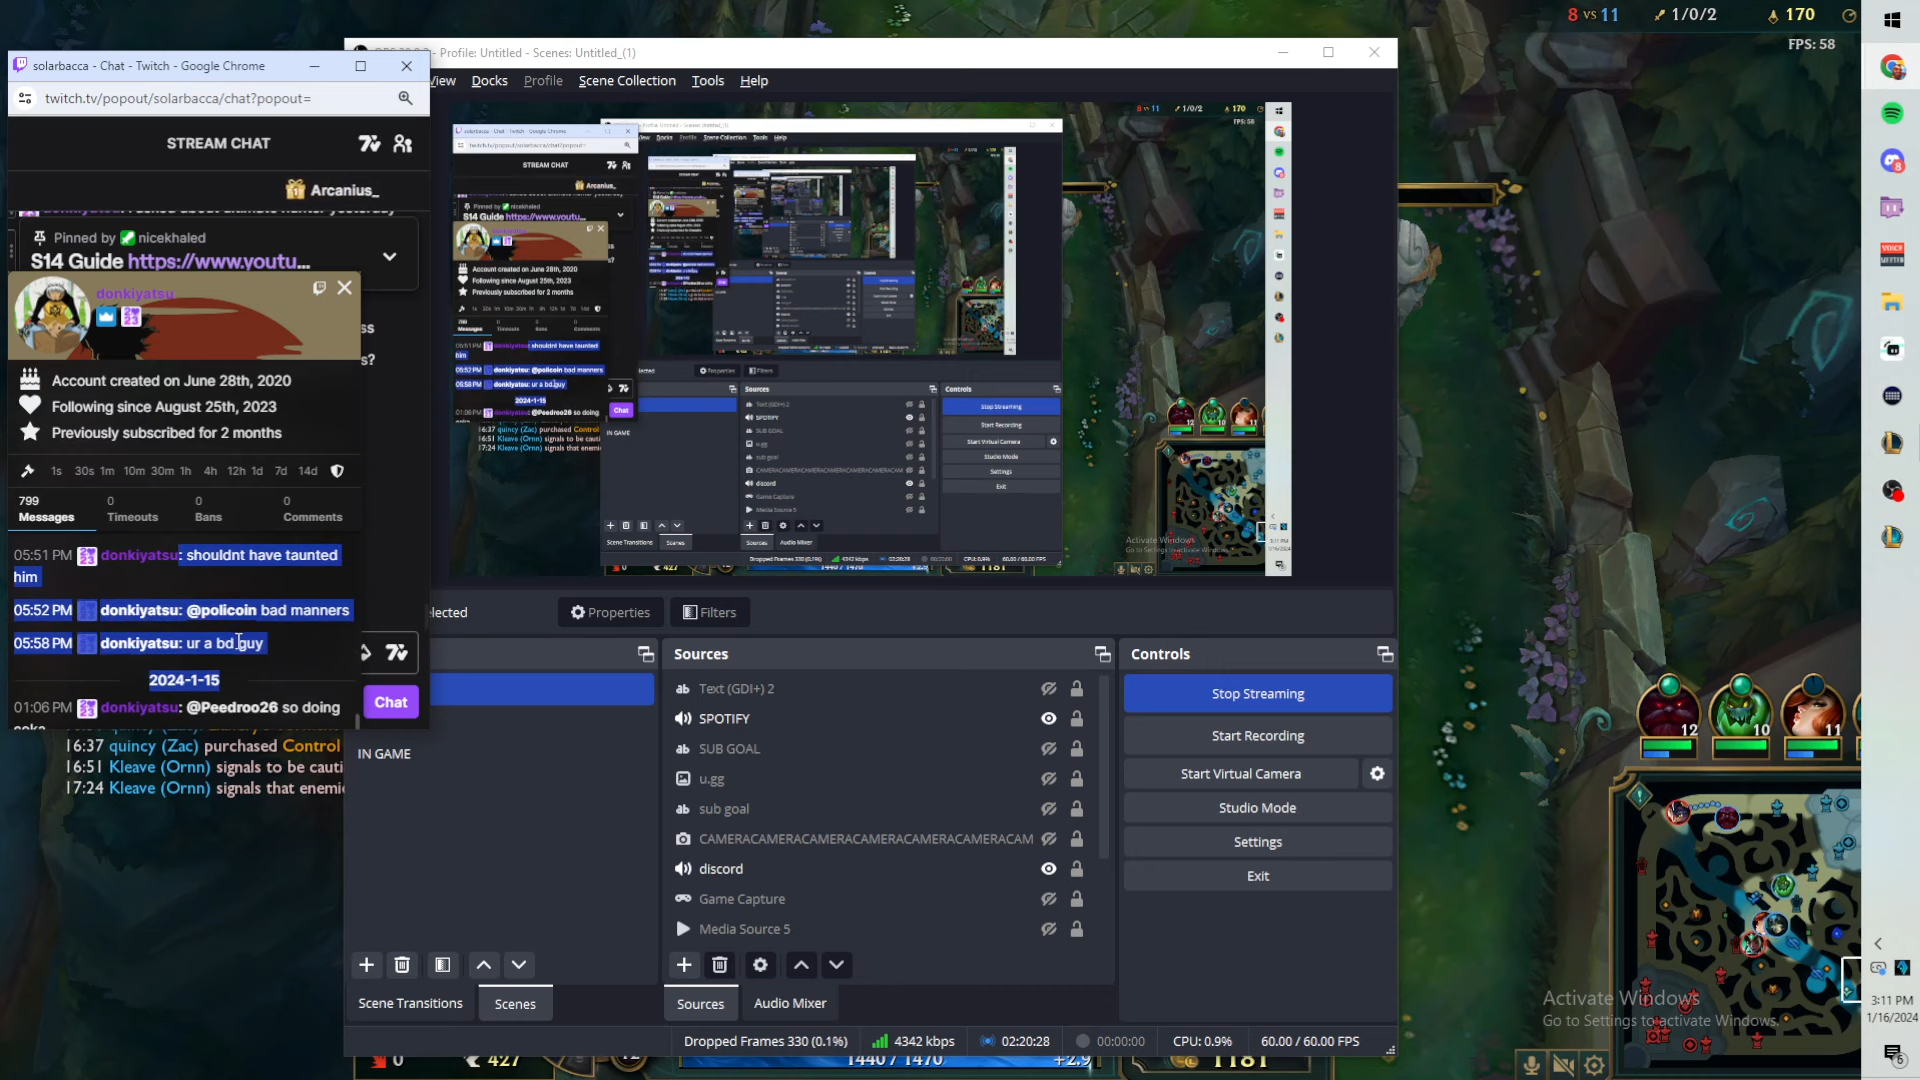 8 vs 11
1/0/2
170
FPS: 58
solarbacca - Chat - Twitch - Google Chrome
twitch.tv/popout/solarbacca/chat?popout=
STREAM CHAT
Arcanius_
Pinned by nicekhaled
S14 Guide https://www.youtu...
donkiyatsu
Account created on June 28th, 2020
Following since August 25th, 2023
Previously subscribed for 2 months
1s 30s 1m 10m 30m 1h 4h 12h 1d 7d 14d
799 0 0 0
Messages Timeouts Bans Comments
05:51 PM donkiyatsu: shouldnt have taunted
him
05:52 PM donkiyatsu: @policoin bad manners
05:58 PM donkiyatsu: ur a bd guy
2024-1-15
01:06 PM donkiyatsu: @Peedroo26 so doing
Chat
16:37 quincy (Zac) purchased Control
16:51 Kleave (Ornn) signals to be cauti
17:24 Kleave (Ornn) signals that enemi
- Profile: Untitled - Scenes: Untitled_(1)
View Docks Profile Scene Collection Tools Help
elected
Properties
Filters
IN GAME
Scene Transitions
Scenes
Sources
Text (GDI+) 2
SPOTIFY
SUB GOAL
u.gg
sub goal
CAMERACAMERACAMERACAMERACAMERACAM
discord
Game Capture
Media Source 5
Sources
Audio Mixer
Controls
Stop Streaming
Start Recording
Start Virtual Camera
Studio Mode
Settings
Exit
Dropped Frames 330 (0.1%)
4342 kbps
02:20:28
00:00:00
CPU: 0.9%
60.00 / 60.00 FPS
0
427
12
1440 / 1470
+2.9
1181
12
10
11
Activate Windows
Go to Settings to activate Windows.
3:11 PM
1/16/2024